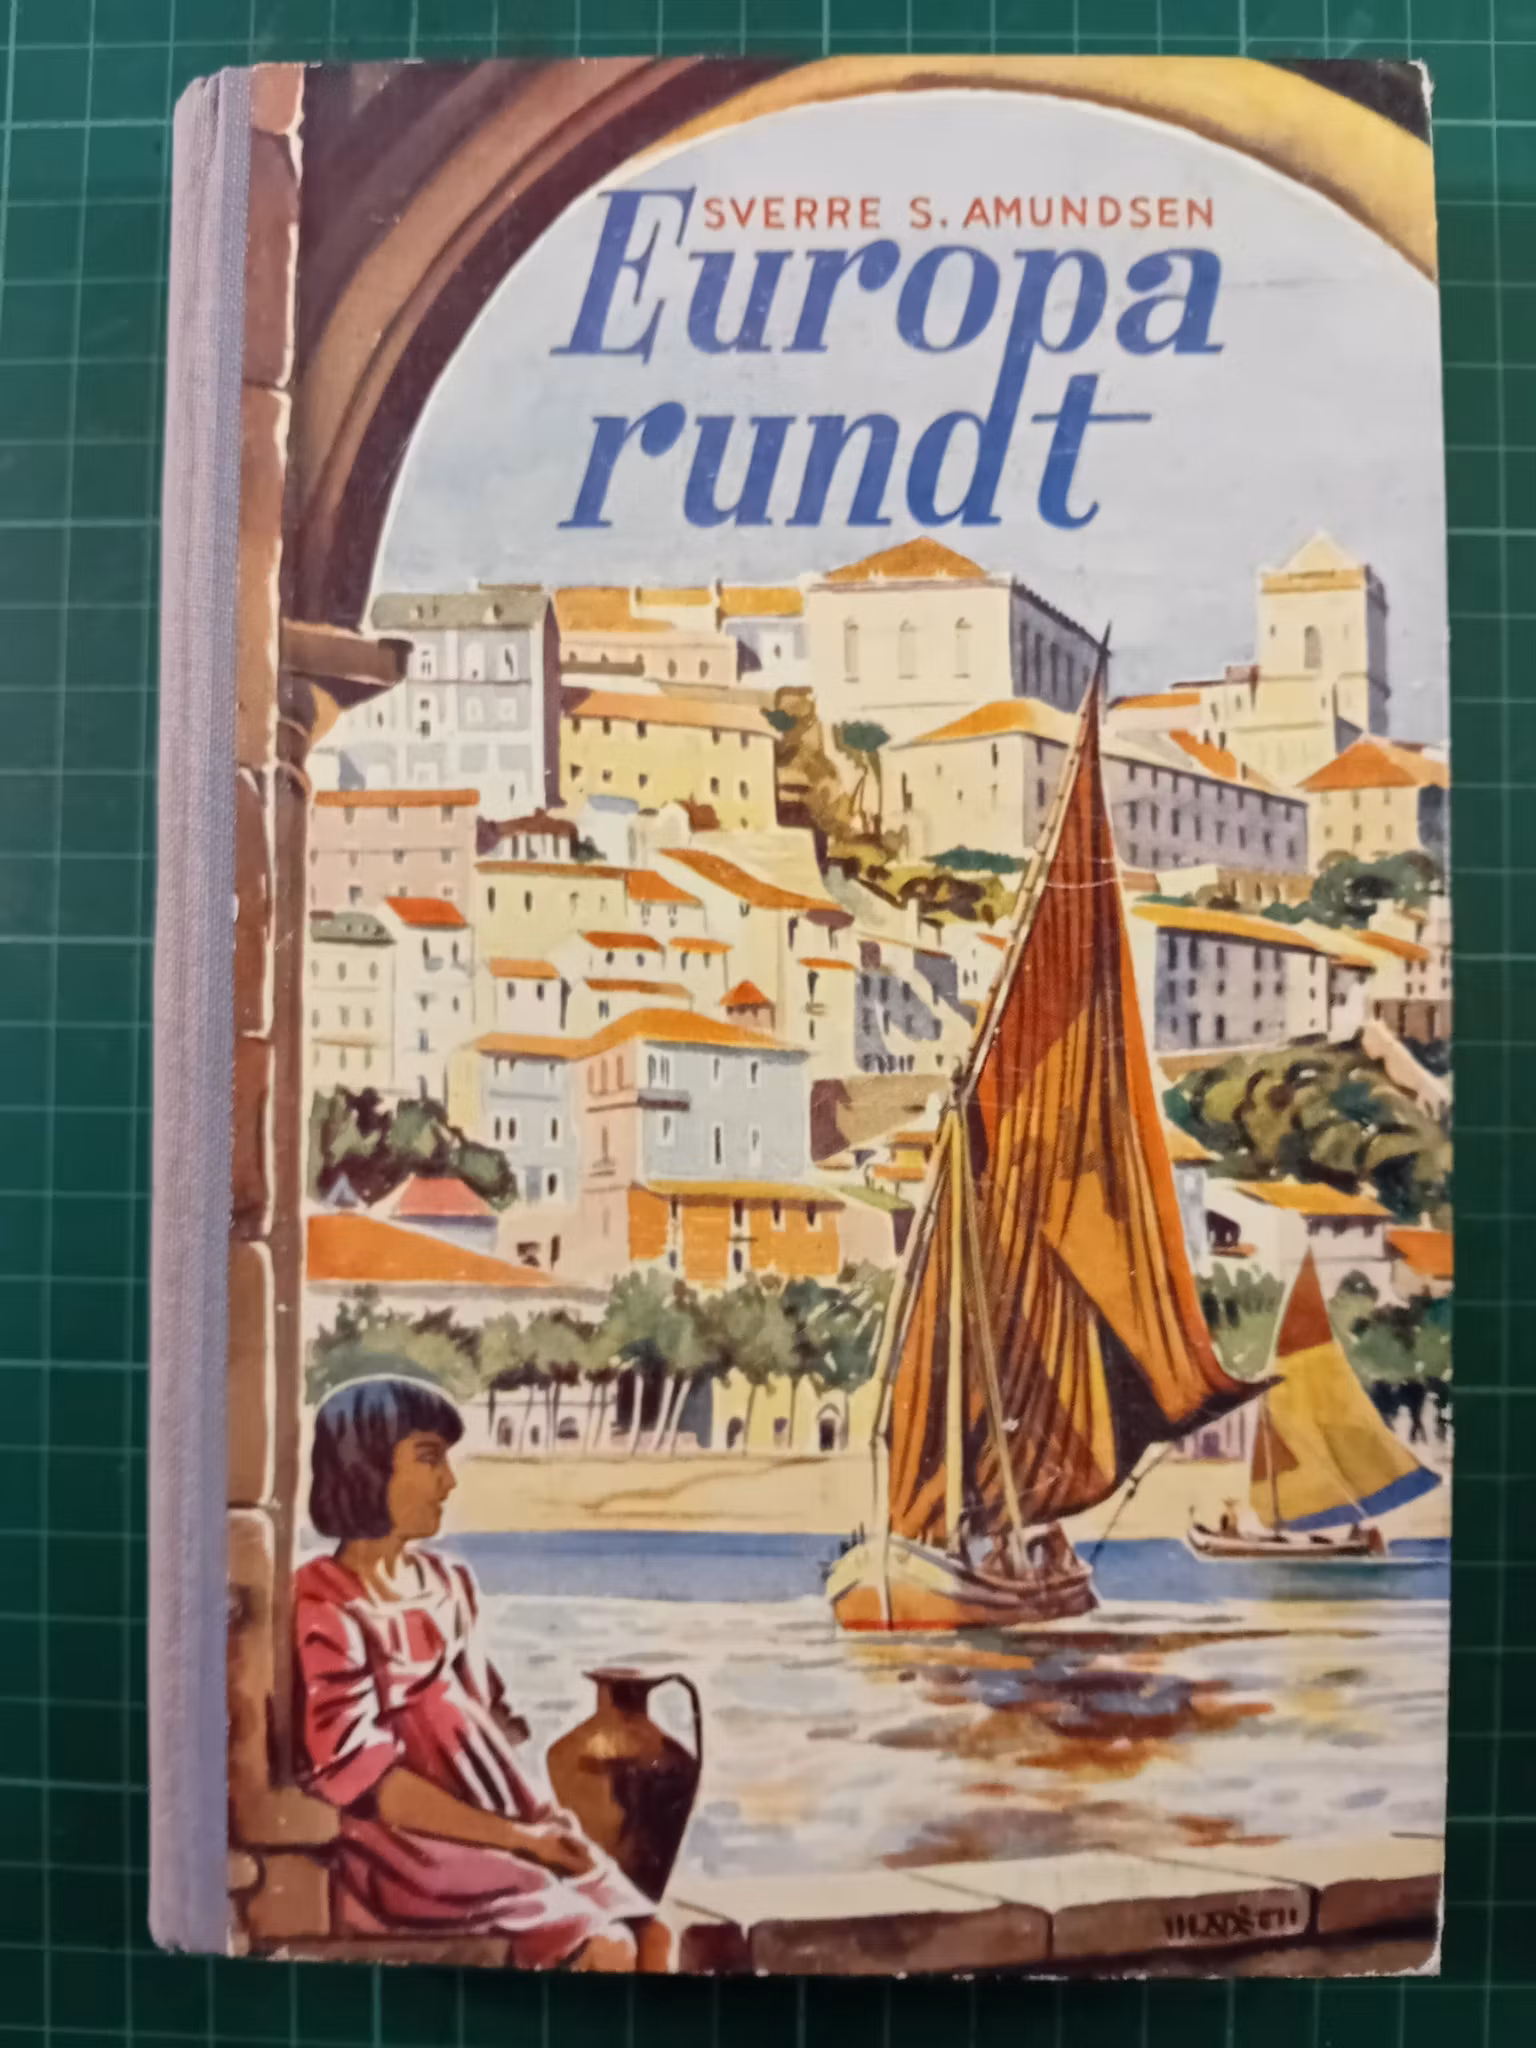 SVERRE S. AMUNDSEN
Europa
rundt